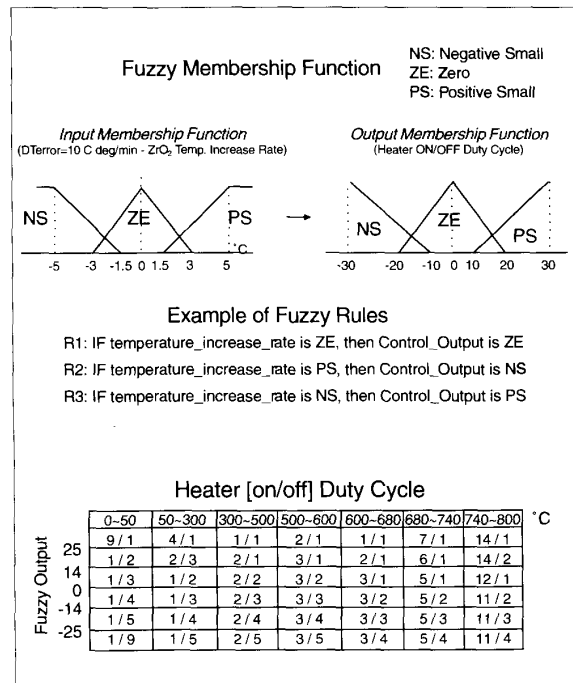 Fuzzy Membership Function
NS: Negative Small
ZE: Zero
PS: Positive Small
Input Membership Function
(DTerror=10 C deg/min - ZrO₂ Temp. Increase Rate)
Output Membership Function
(Heater ON/OFF Duty Cycle)
NS ZE PS
°C
-5 -3 -1.5 0 1.5 3 5
NS ZE PS
-30 -20 -10 0 10 20 30
Example of Fuzzy Rules
R1: IF temperature_increase_rate is ZE, then Control_Output is ZE
R2: IF temperature_increase_rate is PS, then Control_Output is NS
R3: IF temperature_increase_rate is NS, then Control_Output is PS
Heater [on/off] Duty Cycle
0~50 50~300 300~500 500~600 600~680 680~740 740~800 °C
9 / 1 4 / 1 1 / 1 2 / 1 1 / 1 7 / 1 14 / 1
25
1 / 2 2 / 3 2 / 1 3 / 1 2 / 1 6 / 1 14 / 2
14
1 / 3 1 / 2 2 / 2 3 / 2 3 / 1 5 / 1 12 / 1
0
1 / 4 1 / 3 2 / 3 3 / 3 3 / 2 5 / 2 11 / 2
-14
1 / 5 1 / 4 2 / 4 3 / 4 3 / 3 5 / 3 11 / 3
-25
1 / 9 1 / 5 2 / 5 3 / 5 3 / 4 5 / 4 11 / 4
Fuzzy Output